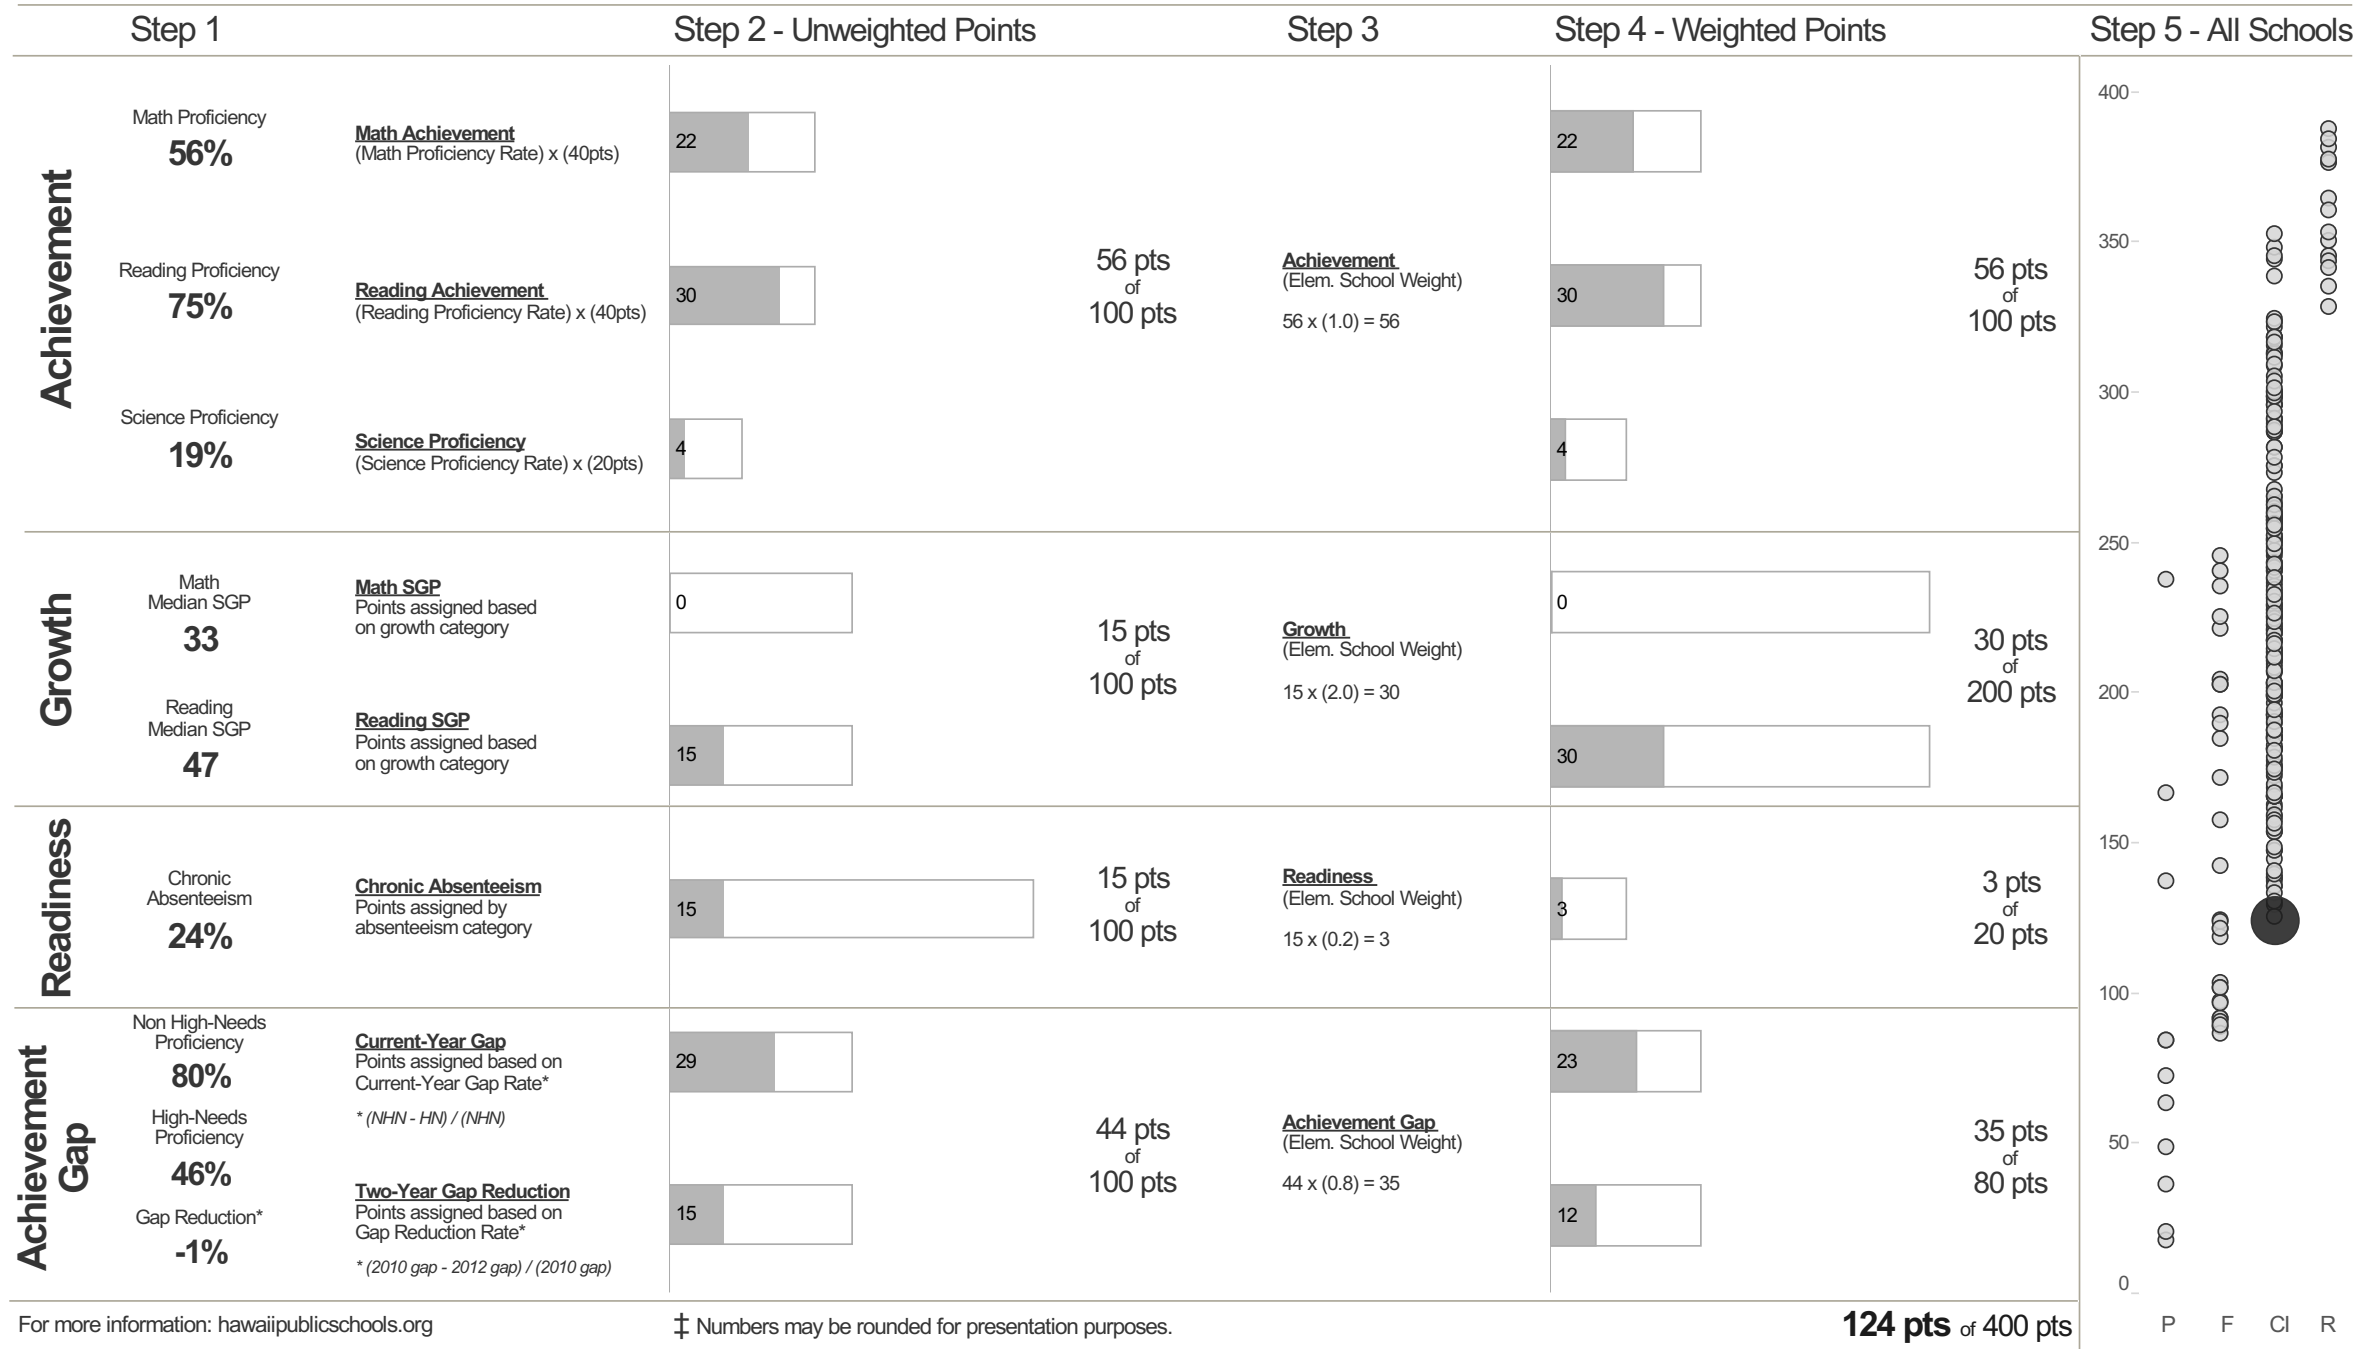 Step 1
Step 2 - Unweighted Points
Step 3
Step 4 - Weighted Points
Step 5 - All Schools
Achievement
Math Proficiency
56%
Math Achievement
(Math Proficiency Rate) x (40pts)
22
22
Reading Proficiency
75%
Reading Achievement
(Reading Proficiency Rate) x (40pts)
30
56 pts
of
100 pts
Achievement
(Elem. School Weight)
56 x (1.0) = 56
30
56 pts
of
100 pts
Science Proficiency
19%
Science Proficiency
(Science Proficiency Rate) x (20pts)
4
4
Growth
Math
Median SGP
33
Math SGP
Points assigned based
on growth category
0
15 pts
of
100 pts
Growth
(Elem. School Weight)
15 x (2.0) = 30
0
30 pts
of
200 pts
Reading
Median SGP
47
Reading SGP
Points assigned based
on growth category
15
30
Readiness
Chronic
Absenteeism
24%
Chronic Absenteeism
Points assigned by
absenteeism category
15
15 pts
of
100 pts
Readiness
(Elem. School Weight)
15 x (0.2) = 3
3
3 pts
of
20 pts
Achievement
Gap
Non High-Needs
Proficiency
80%
High-Needs
Proficiency
46%
Gap Reduction*
-1%
Current-Year Gap
Points assigned based on
Current-Year Gap Rate*
* (NHN - HN) / (NHN)
Two-Year Gap Reduction
Points assigned based on
Gap Reduction Rate*
* (2010 gap - 2012 gap) / (2010 gap)
29
15
44 pts
of
100 pts
Achievement Gap
(Elem. School Weight)
44 x (0.8) = 35
23
12
35 pts
of
80 pts
400
350
300
250
200
150
100
50
0
P F CI R
For more information: hawaiipublicschools.org
‡ Numbers may be rounded for presentation purposes.
124 pts of 400 pts